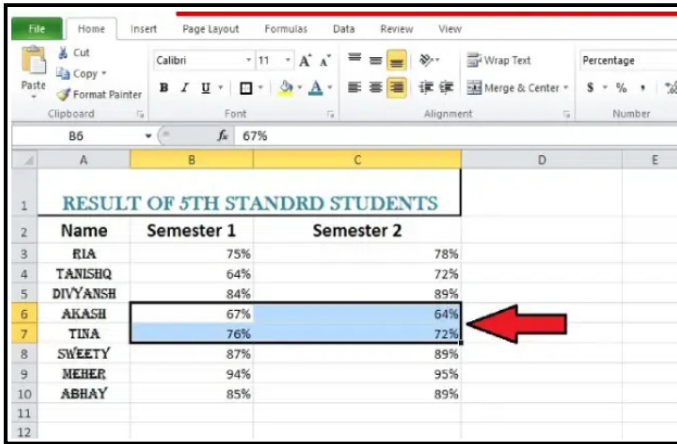 File Home Insert Page Layout Formulas Data Review View
Cut
Copy
Format Painter
Paste
Calibri 11 A A
B I U A
Wrap Text
Merge & Center
Percentage
$ % ,
Clipboard Font Alignment Number
B6 fx 67%
A B C D E
1 RESULT OF 5TH STANDRD STUDENTS
2 Name Semester 1 Semester 2
3 RIA 75% 78%
4 TANISHQ 64% 72%
5 DIVYANSH 84% 89%
6 AKASH 67% 64%
7 TINA 76% 72%
8 SWEETY 87% 89%
9 MEHER 94% 95%
10 ABHAY 85% 89%
11
12